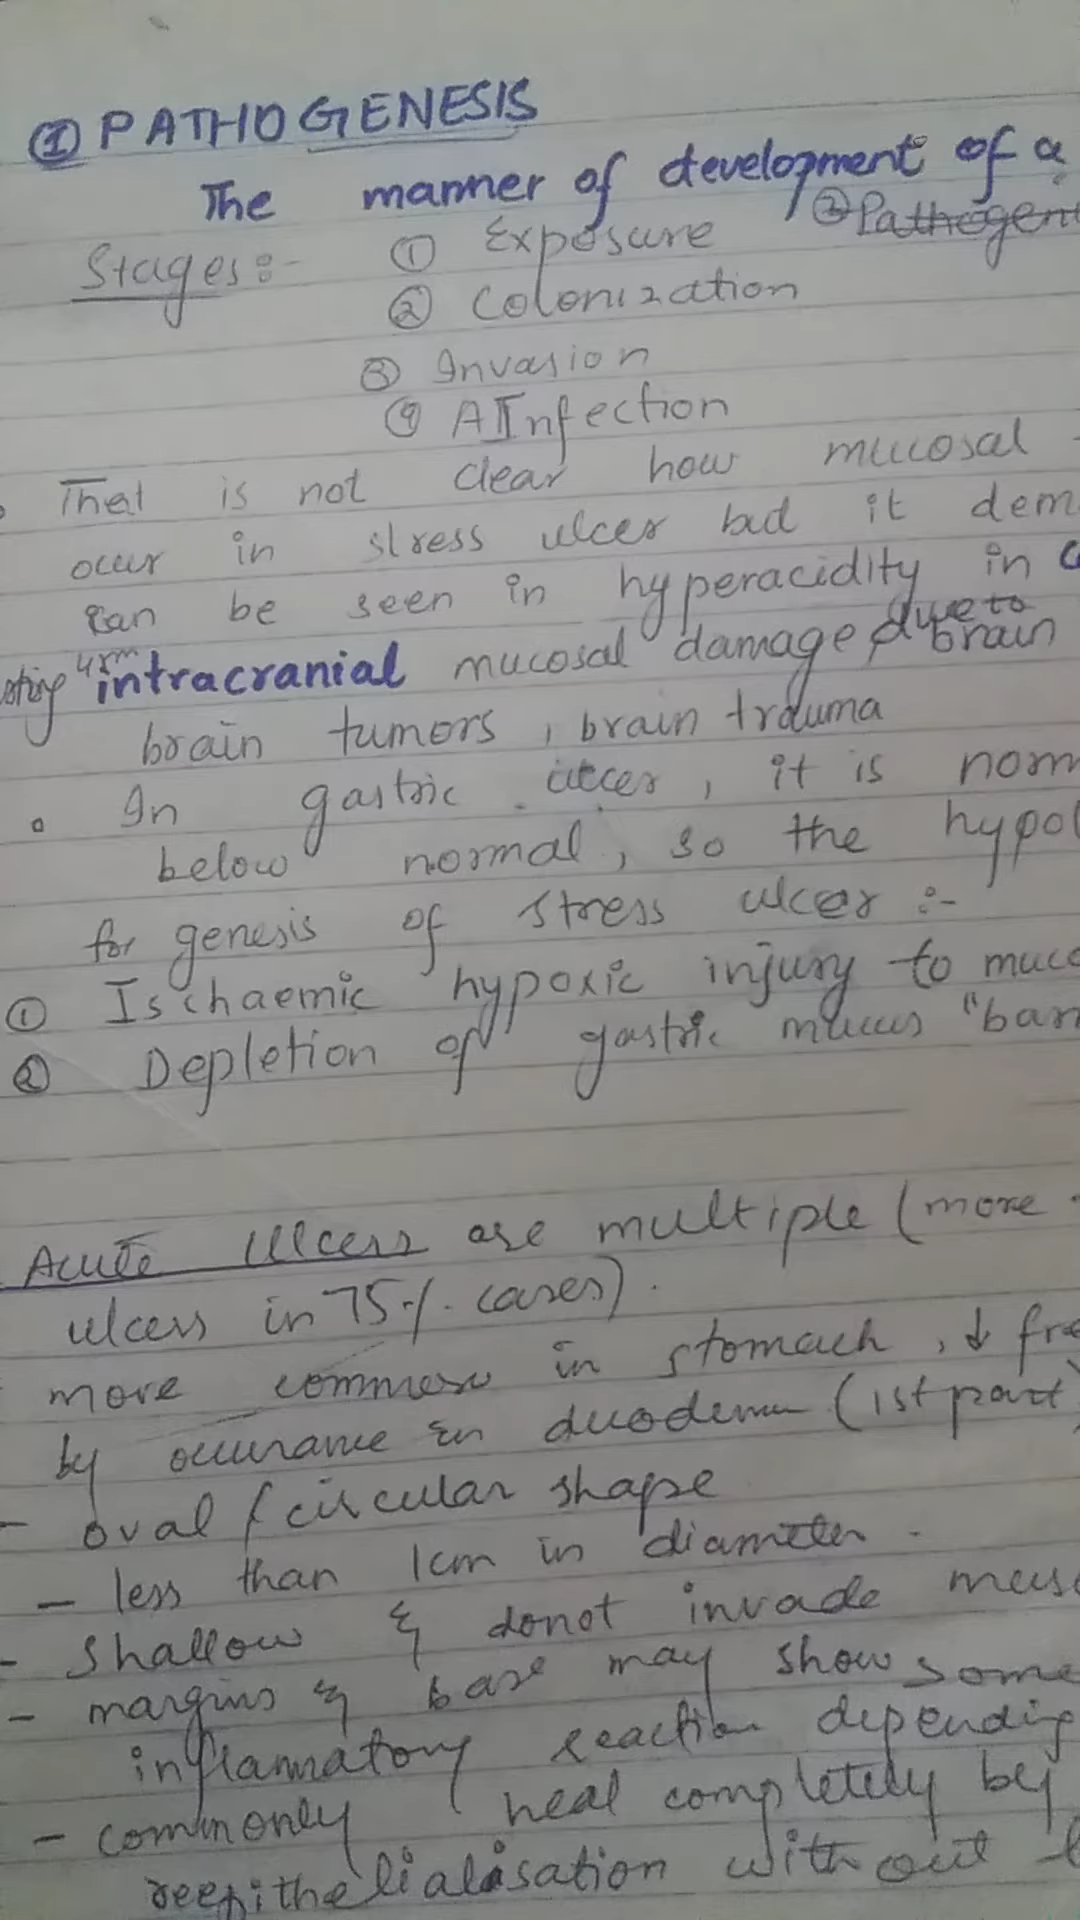 ① PATHOGENESIS
The manner of development of a
② Pathogen
Stages :- ① Exposure
② Colonization
③ Invasion
④ Infection
That is not clear how mucosal
occur in stress ulcer bad it dem
can be seen in hyperacidity in
intracranial mucosal damage due to brain
brain tumors, brain trauma
In gastric ulcer, it is norm
below normal, so the hypo
for genesis of stress ulcer :-
① Ischaemic hypoxic injury to muco
② Depletion of gastric mucus "barr
Acute Ulcers are multiple (more
ulcers in 75% cases).
more common in stomach, ↓ fre
by occurance in duodenum (1st part)
- oval / circular shape
- less than 1cm in diameter.
- Shallow & donot invade musc
- margins & base may show some
inflammatory reaction depending
- commonly heal completely by
reepithelialisation without